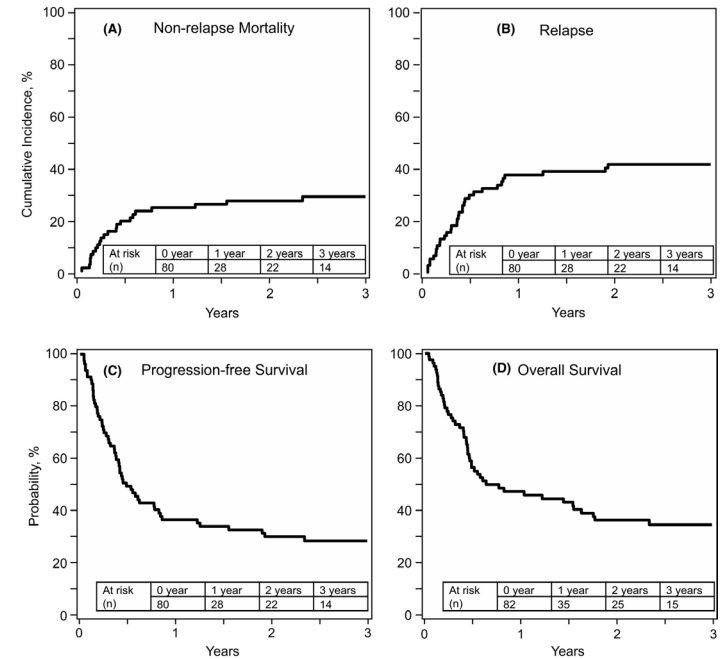 (A) Non-relapse Mortality
Cumulative Incidence, %
100
80
60
40
20
0
At risk (n) 0 year 1 year 2 years 3 years
80 28 22 14
0 1 2 3
Years
(B) Relapse
100
80
60
40
20
0
At risk (n) 0 year 1 year 2 years 3 years
80 28 22 14
0 1 2 3
Years
(C) Progression-free Survival
Probability, %
100
80
60
40
20
0
At risk (n) 0 year 1 year 2 years 3 years
80 28 22 14
0 1 2 3
Years
(D) Overall Survival
100
80
60
40
20
0
At risk (n) 0 year 1 year 2 years 3 years
82 35 25 15
0 1 2 3
Years